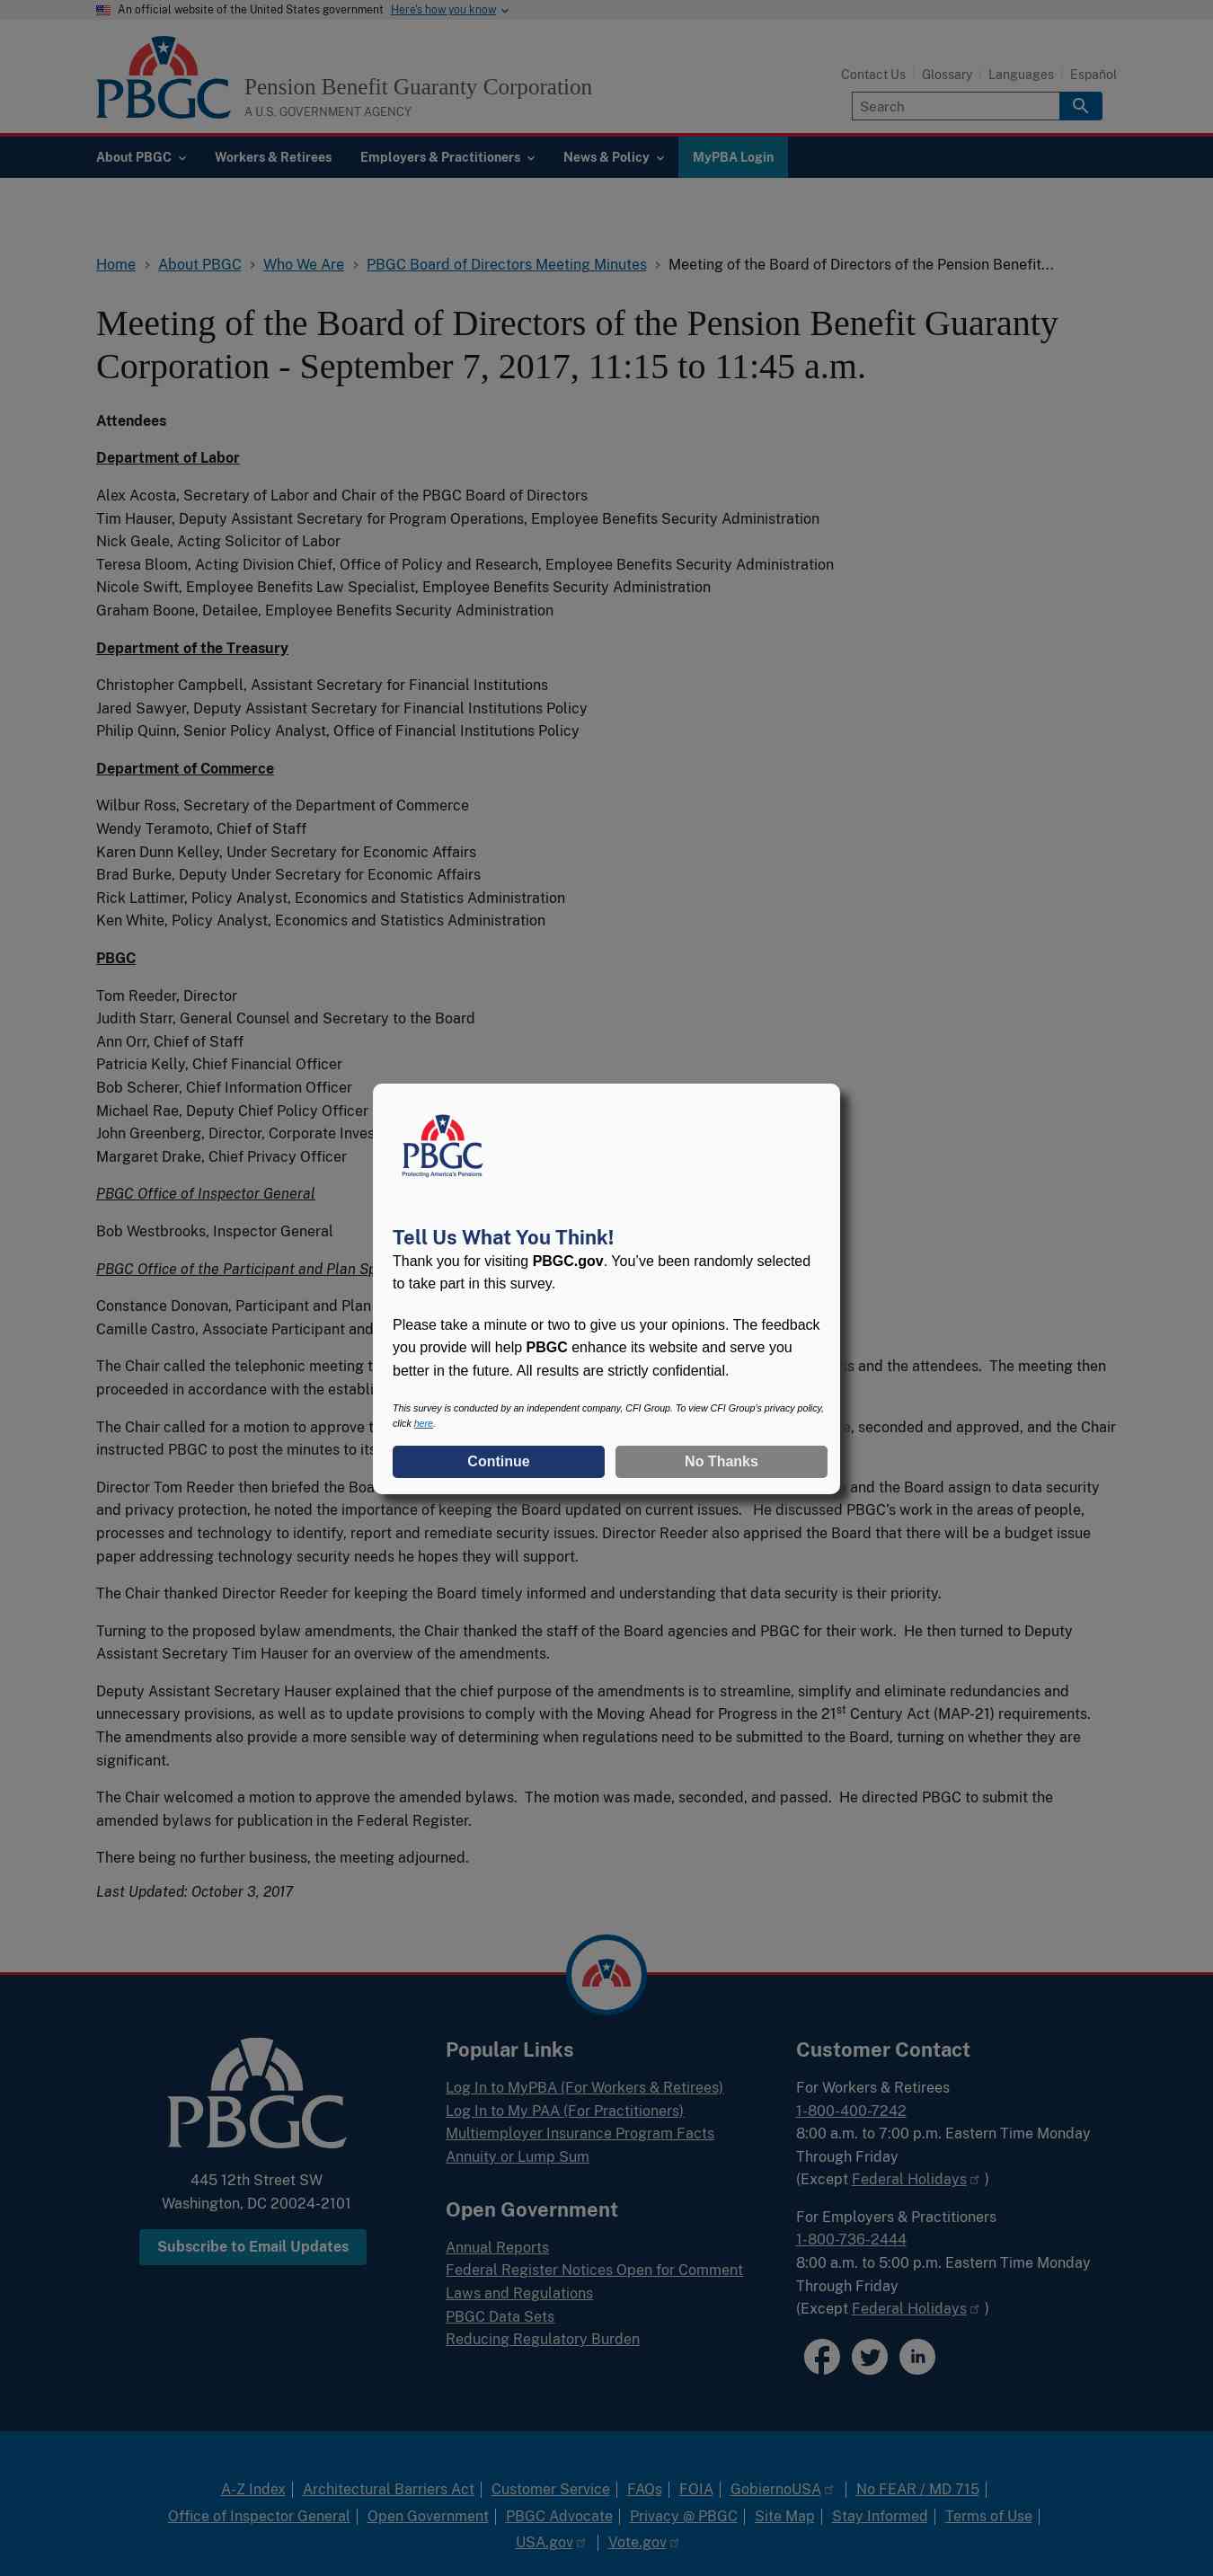 An official website of the United States government Here's how you know
PBGC
Pension Benefit Guaranty Corporation
A U.S. GOVERNMENT AGENCY
Contact Us Glossary Languages Español
Search
About PBGC Workers & Retirees Employers & Practitioners News & Policy MyPBA Login
Home About PBGC Who We Are PBGC Board of Directors Meeting Minutes Meeting of the Board of Directors of the Pension Benefit...
Meeting of the Board of Directors of the Pension Benefit Guaranty
Corporation - September 7, 2017, 11:15 to 11:45 a.m.
Attendees
Department of Labor
Alex Acosta, Secretary of Labor and Chair of the PBGC Board of Directors
Tim Hauser, Deputy Assistant Secretary for Program Operations, Employee Benefits Security Administration
Nick Geale, Acting Solicitor of Labor
Teresa Bloom, Acting Division Chief, Office of Policy and Research, Employee Benefits Security Administration
Nicole Swift, Employee Benefits Law Specialist, Employee Benefits Security Administration
Graham Boone, Detailee, Employee Benefits Security Administration
Department of the Treasury
Christopher Campbell, Assistant Secretary for Financial Institutions
Jared Sawyer, Deputy Assistant Secretary for Financial Institutions Policy
Philip Quinn, Senior Policy Analyst, Office of Financial Institutions Policy
Department of Commerce
Wilbur Ross, Secretary of the Department of Commerce
Wendy Teramoto, Chief of Staff
Karen Dunn Kelley, Under Secretary for Economic Affairs
Brad Burke, Deputy Under Secretary for Economic Affairs
Rick Lattimer, Policy Analyst, Economics and Statistics Administration
Ken White, Policy Analyst, Economics and Statistics Administration
PBGC
Tom Reeder, Director
Judith Starr, General Counsel and Secretary to the Board
Ann Orr, Chief of Staff
Patricia Kelly, Chief Financial Officer
Bob Scherer, Chief Information Officer
Michael Rae, Deputy Chief Policy Officer
John Greenberg, Director, Corporate Inves
Margaret Drake, Chief Privacy Officer
PBGC Office of Inspector General
Bob Westbrooks, Inspector General
PBGC Office of the Participant and Plan Sp
Constance Donovan, Participant and Plan
Camille Castro, Associate Participant and
The Chair called the telephonic meeting t
and the attendees. The meeting then
proceeded in accordance with the establi
The Chair called for a motion to approve t
, seconded and approved, and the Chair
instructed PBGC to post the minutes to its
Director Tom Reeder then briefed the Boa
and the Board assign to data security
and privacy protection, he noted the importance of keeping the Board updated on current issues. He discussed PBGC's work in the areas of people,
processes and technology to identify, report and remediate security issues. Director Reeder also apprised the Board that there will be a budget issue
paper addressing technology security needs he hopes they will support.
The Chair thanked Director Reeder for keeping the Board timely informed and understanding that data security is their priority.
Turning to the proposed bylaw amendments, the Chair thanked the staff of the Board agencies and PBGC for their work. He then turned to Deputy
Assistant Secretary Tim Hauser for an overview of the amendments.
Deputy Assistant Secretary Hauser explained that the chief purpose of the amendments is to streamline, simplify and eliminate redundancies and
unnecessary provisions, as well as to update provisions to comply with the Moving Ahead for Progress in the 21st Century Act (MAP-21) requirements.
The amendments also provide a more sensible way of determining when regulations need to be submitted to the Board, turning on whether they are
significant.
The Chair welcomed a motion to approve the amended bylaws. The motion was made, seconded, and passed. He directed PBGC to submit the
amended bylaws for publication in the Federal Register.
There being no further business, the meeting adjourned.
Last Updated: October 3, 2017
PBGC
Protecting America's Pensions
Tell Us What You Think!
Thank you for visiting PBGC.gov. You've been randomly selected
to take part in this survey.
Please take a minute or two to give us your opinions. The feedback
you provide will help PBGC enhance its website and serve you
better in the future. All results are strictly confidential.
This survey is conducted by an independent company, CFI Group. To view CFI Group's privacy policy,
click here.
Continue No Thanks
PBGC
445 12th Street SW
Washington, DC 20024-2101
Subscribe to Email Updates
Popular Links
Log In to MyPBA (For Workers & Retirees)
Log In to My PAA (For Practitioners)
Multiemployer Insurance Program Facts
Annuity or Lump Sum
Open Government
Annual Reports
Federal Register Notices Open for Comment
Laws and Regulations
PBGC Data Sets
Reducing Regulatory Burden
Customer Contact
For Workers & Retirees
1-800-400-7242
8:00 a.m. to 7:00 p.m. Eastern Time Monday
Through Friday
(Except Federal Holidays )
For Employers & Practitioners
1-800-736-2444
8:00 a.m. to 5:00 p.m. Eastern Time Monday
Through Friday
(Except Federal Holidays )
in
A-Z Index Architectural Barriers Act Customer Service FAQs FOIA GobiernoUSA No FEAR / MD 715
Office of Inspector General Open Government PBGC Advocate Privacy @ PBGC Site Map Stay Informed Terms of Use
USA.gov Vote.gov